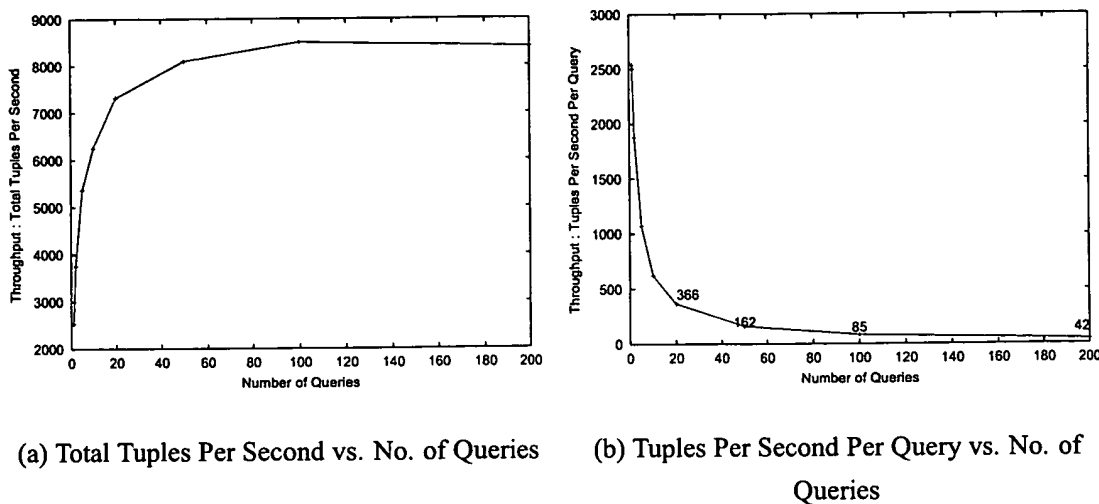 9000
8000
7000
6000
5000
4000
3000
2000
0 20 40 60 80 100 120 140 160 180 200
Throughput : Total Tuples Per Second
Number of Queries
(a) Total Tuples Per Second vs. No. of Queries
3000
2500
2000
1500
1000
500
0
0 20 40 60 80 100 120 140 160 180 200
366
162
85
42
Throughput : Tuples Per Second Per Query
Number of Queries
(b) Tuples Per Second Per Query vs. No. of
Queries